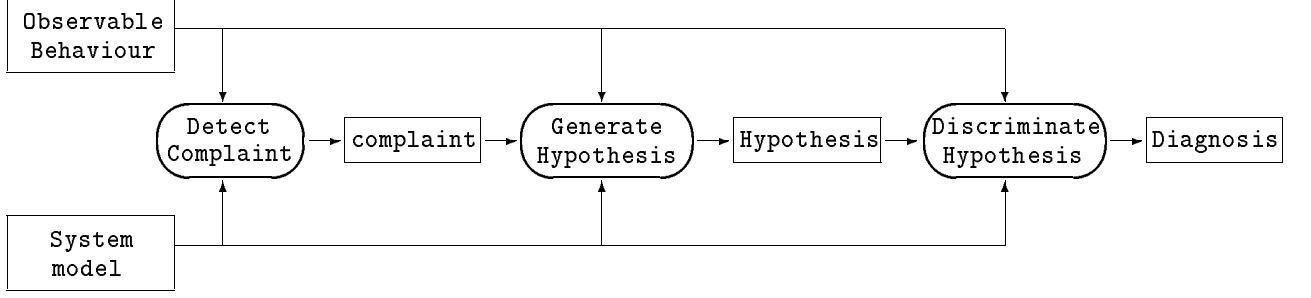 Observable
Behaviour
Detect
Complaint
complaint
Generate
Hypothesis
Hypothesis
Discriminate
Hypothesis
Diagnosis
System
model